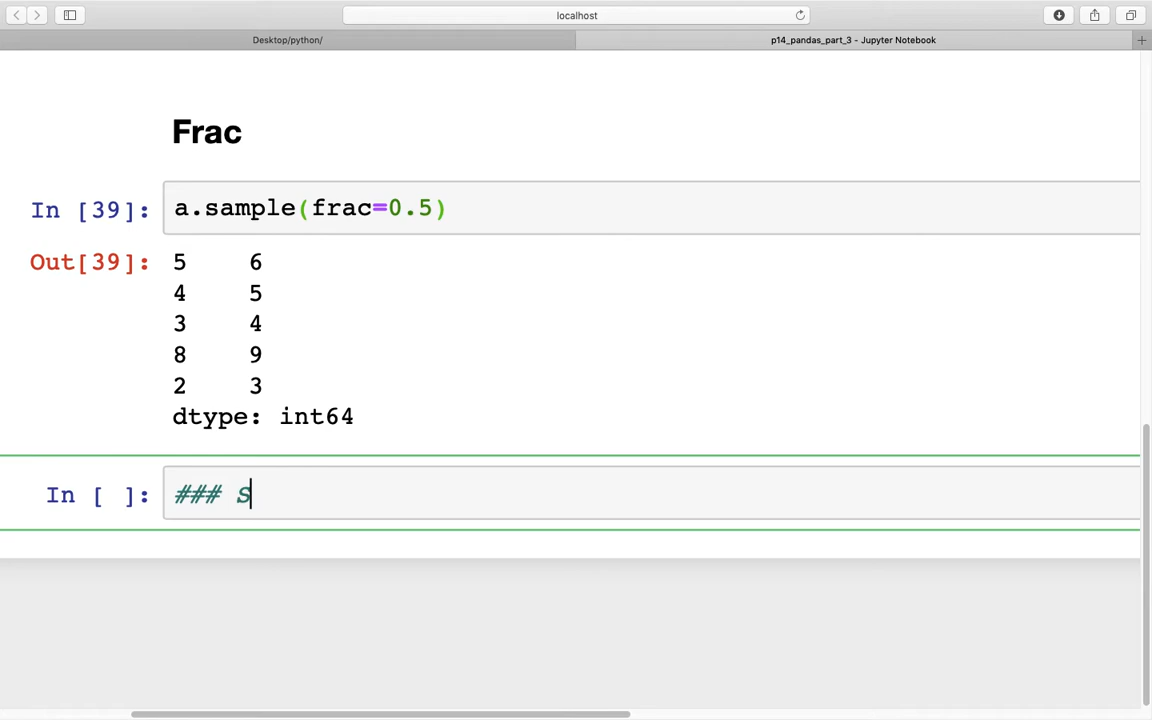 localhost
Desktop/python/
p14_pandas_part_3 - Jupyter Notebook
Frac
In [39]: a.sample(frac=0.5)
Out[39]: 5 6
4 5
3 4
8 9
2 3
dtype: int64
In [ ]: ### S